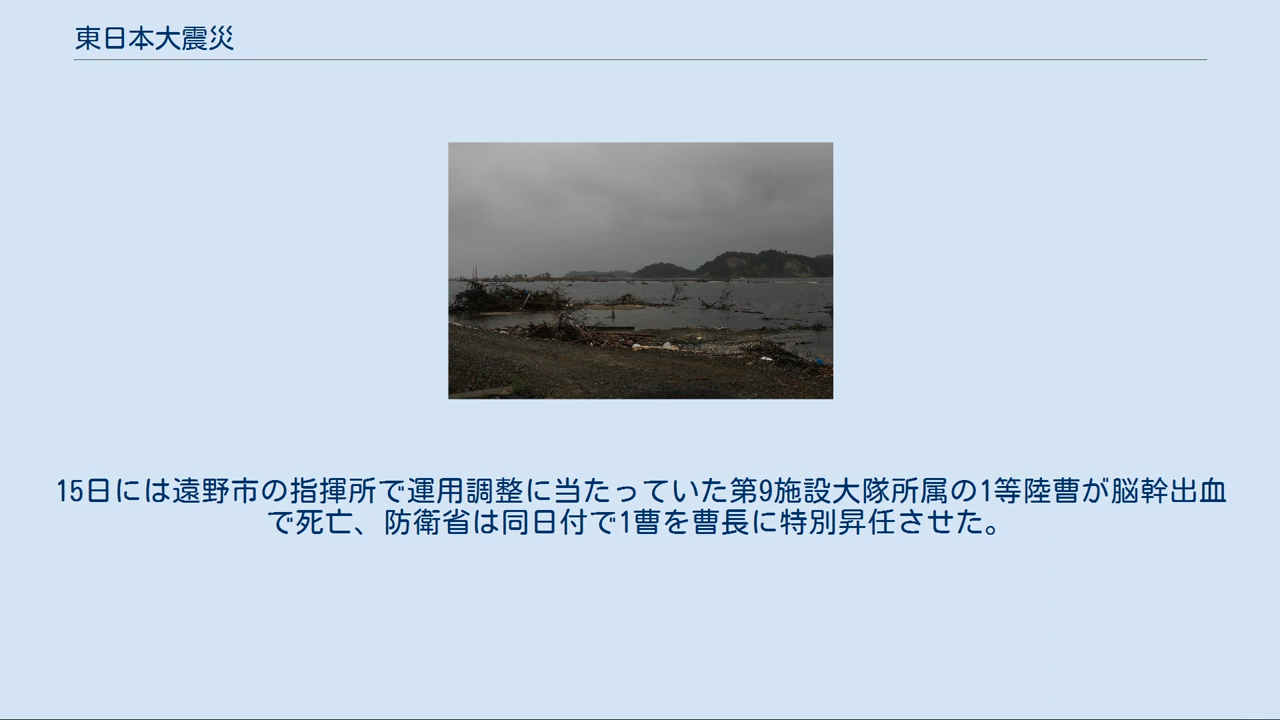 東日本大震災
15日には遠野市の指揮所で運用調整に当たっていた第9施設大隊所属の1等陸曹が脳幹出血
で死亡、防衛省は同日付で1曹を曹長に特別昇任させた。